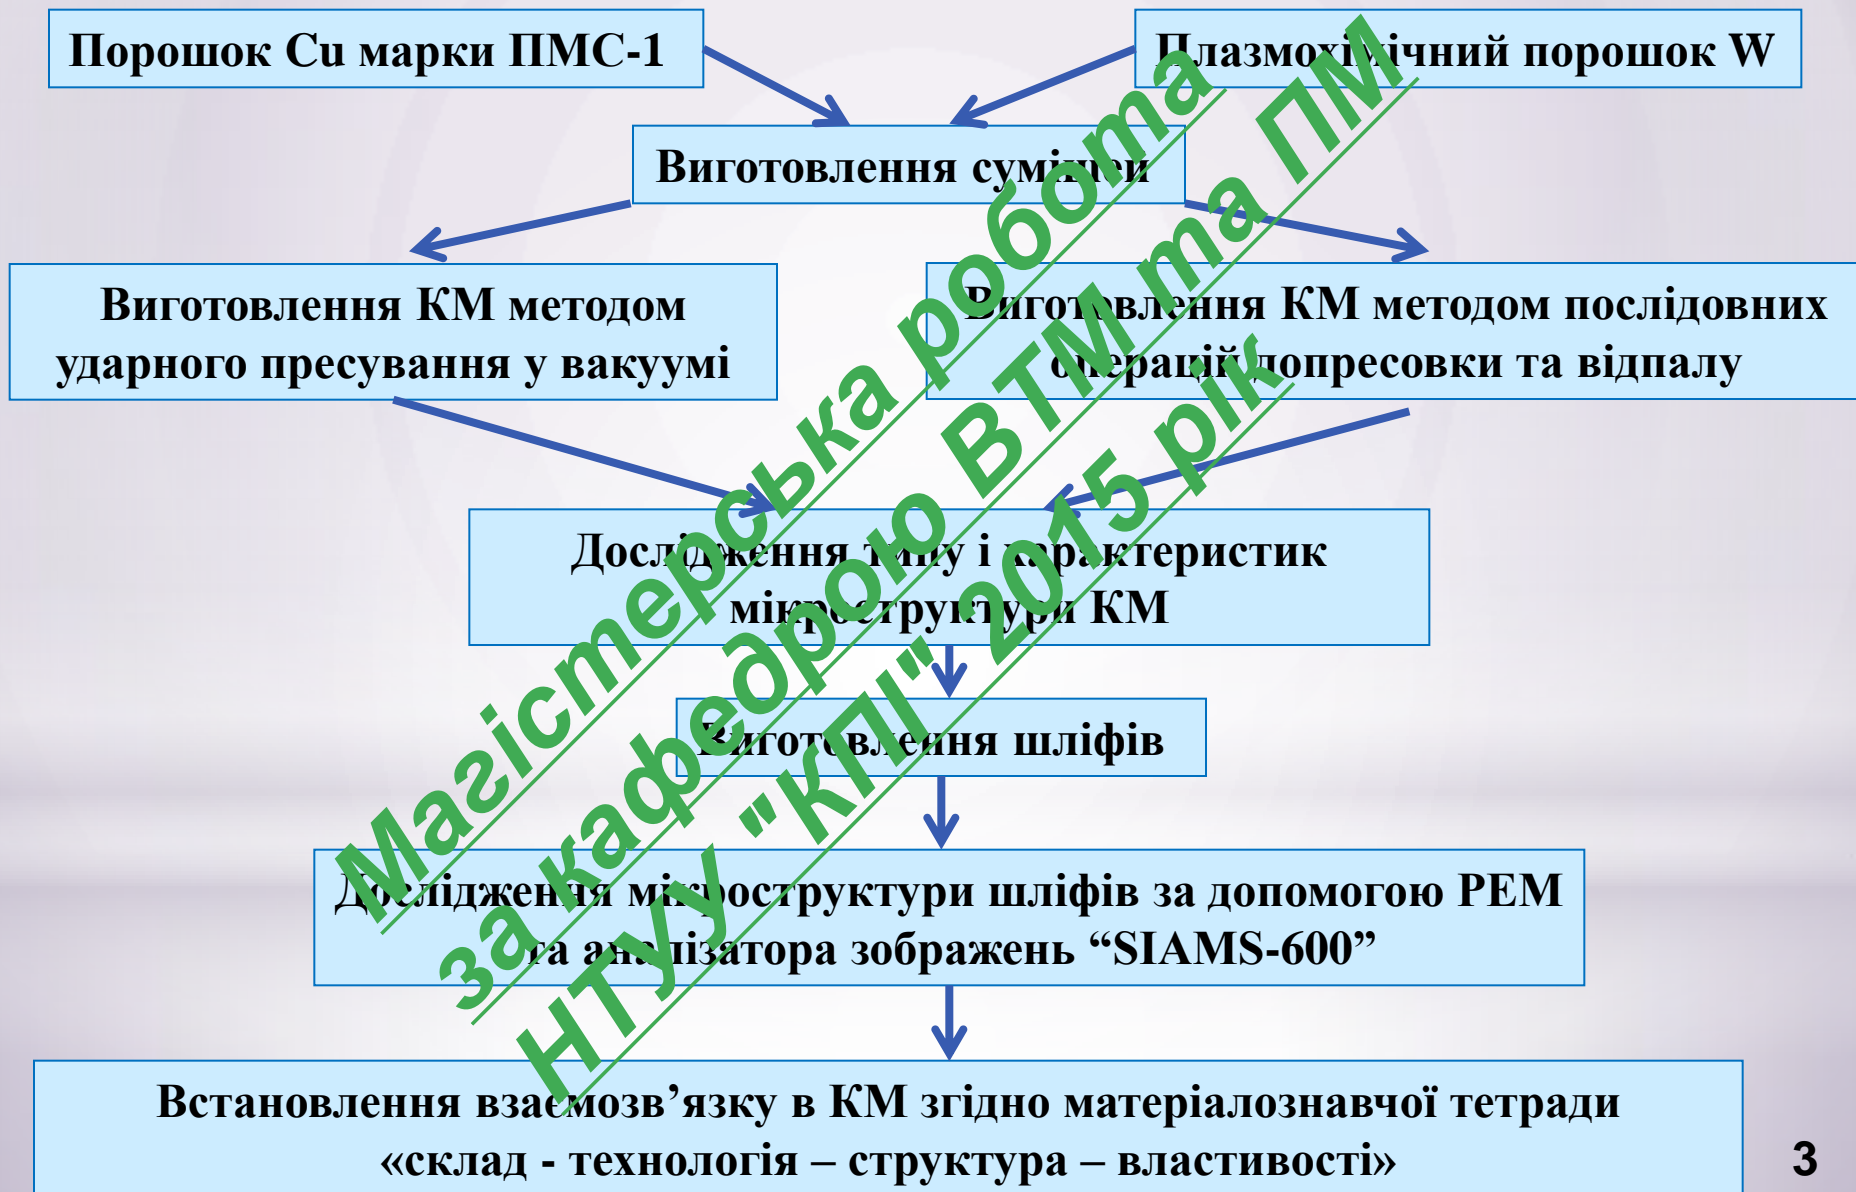 Порошок Cu марки ПМС-1
Плазмохімічний порошок W
Виготовлення сумішей
Виготовлення КМ методом
ударного пресування у вакуумі
Виготовлення КМ методом послідовних
операцій допресовки та відпалу
Дослідження типу і характеристик
мікроструктури КМ
Виготовлення шліфів
Дослідження мікроструктури шліфів за допомогою РЕМ
та аналізатора зображень “SIAMS-600”
Встановлення взаємозв’язку в КМ згідно матеріалознавчої тетради
«склад - технологія – структура – властивості»
3
Магістерська робота
за кафедрою ВТМ та ПМ
НТУУ "КПІ" 2015 рік